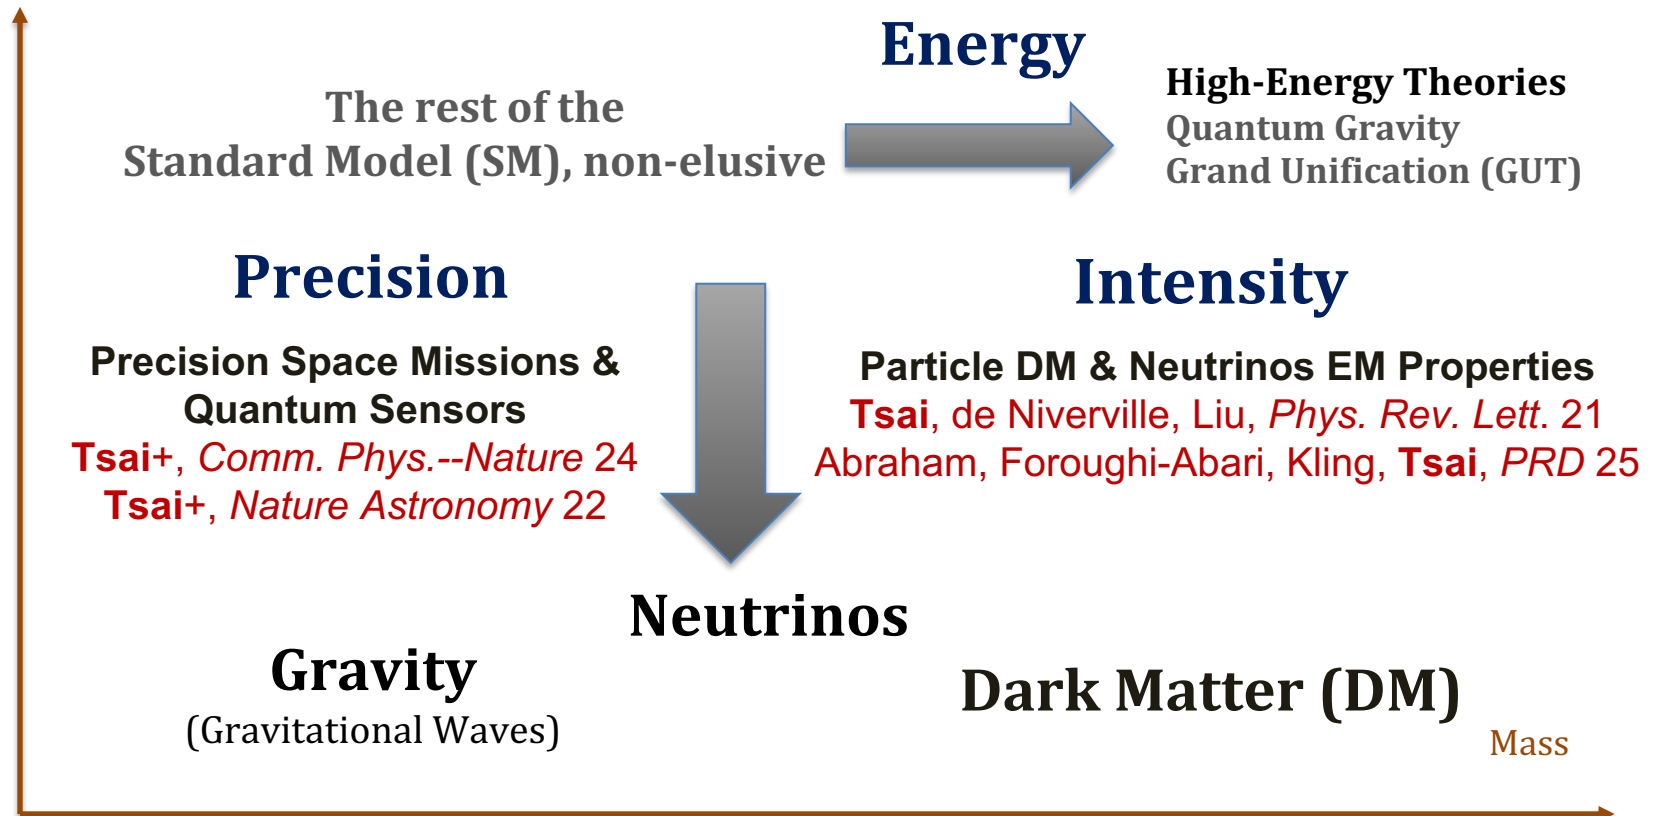 Energy
The rest of the
Standard Model (SM), non-elusive
High-Energy Theories
Quantum Gravity
Grand Unification (GUT)
Precision
Precision Space Missions &
Quantum Sensors
Tsai+, Comm. Phys.--Nature 24
Tsai+, Nature Astronomy 22
Intensity
Particle DM & Neutrinos EM Properties
Tsai, de Niverville, Liu, Phys. Rev. Lett. 21
Abraham, Foroughi-Abari, Kling, Tsai, PRD 25
Neutrinos
Gravity
(Gravitational Waves)
Dark Matter (DM)
Mass